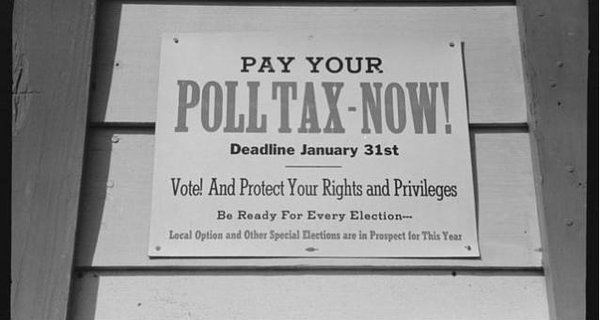 PAY YOUR
POLL TAX-NOW!
Deadline January 31st
Vote! And Protect Your Rights and Privileges
Be Ready For Every Election---
Local Option and Other Special Elections are in Prospect for This Year